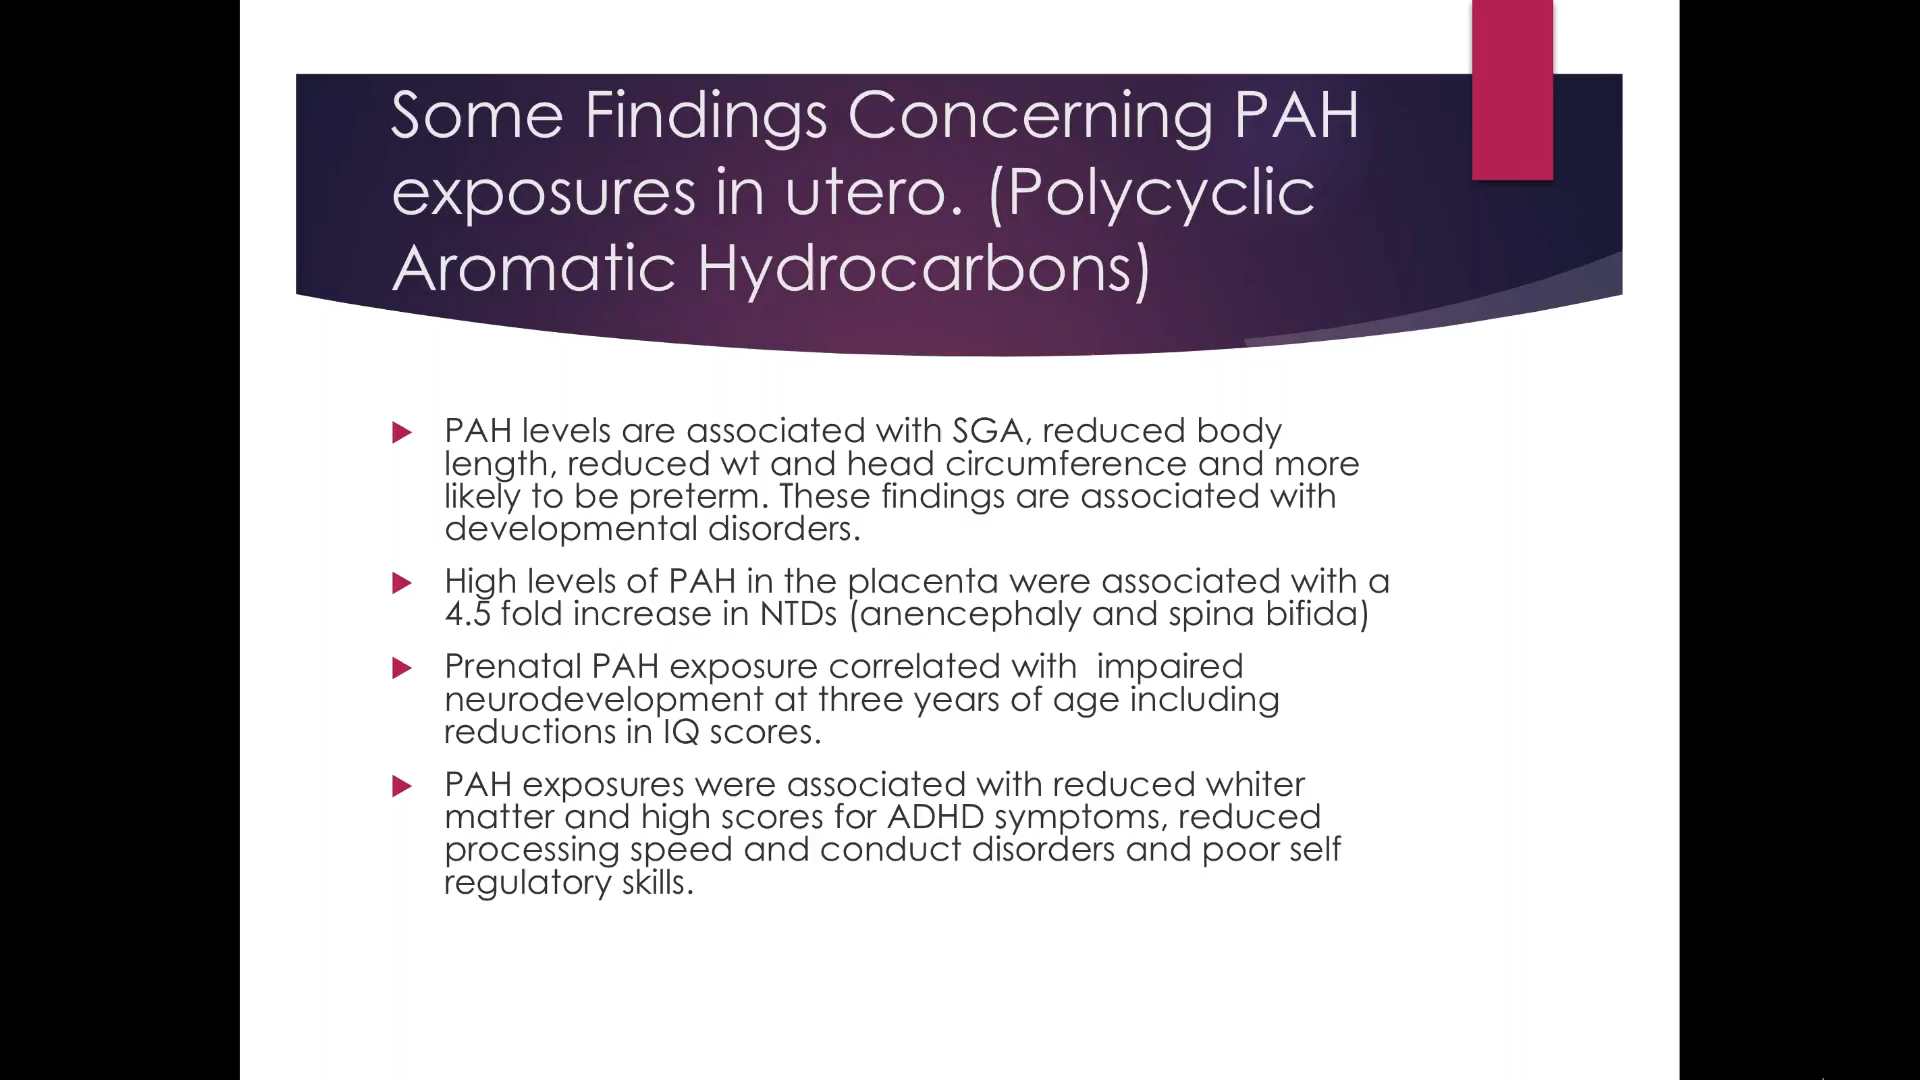 Some Findings Concerning PAH
exposures in utero. (Polycyclic
Aromatic Hydrocarbons)
PAH levels are associated with SGA, reduced body
length, reduced wt and head circumference and more
likely to be preterm. These findings are associated with
developmental disorders.
High levels of PAH in the placenta were associated with a
4.5 fold increase in NTDs (anencephaly and spina bifida)
Prenatal PAH exposure correlated with  impaired
neurodevelopment at three years of age including
reductions in IQ scores.
PAH exposures were associated with reduced whiter
matter and high scores for ADHD symptoms, reduced
processing speed and conduct disorders and poor self
regulatory skills.